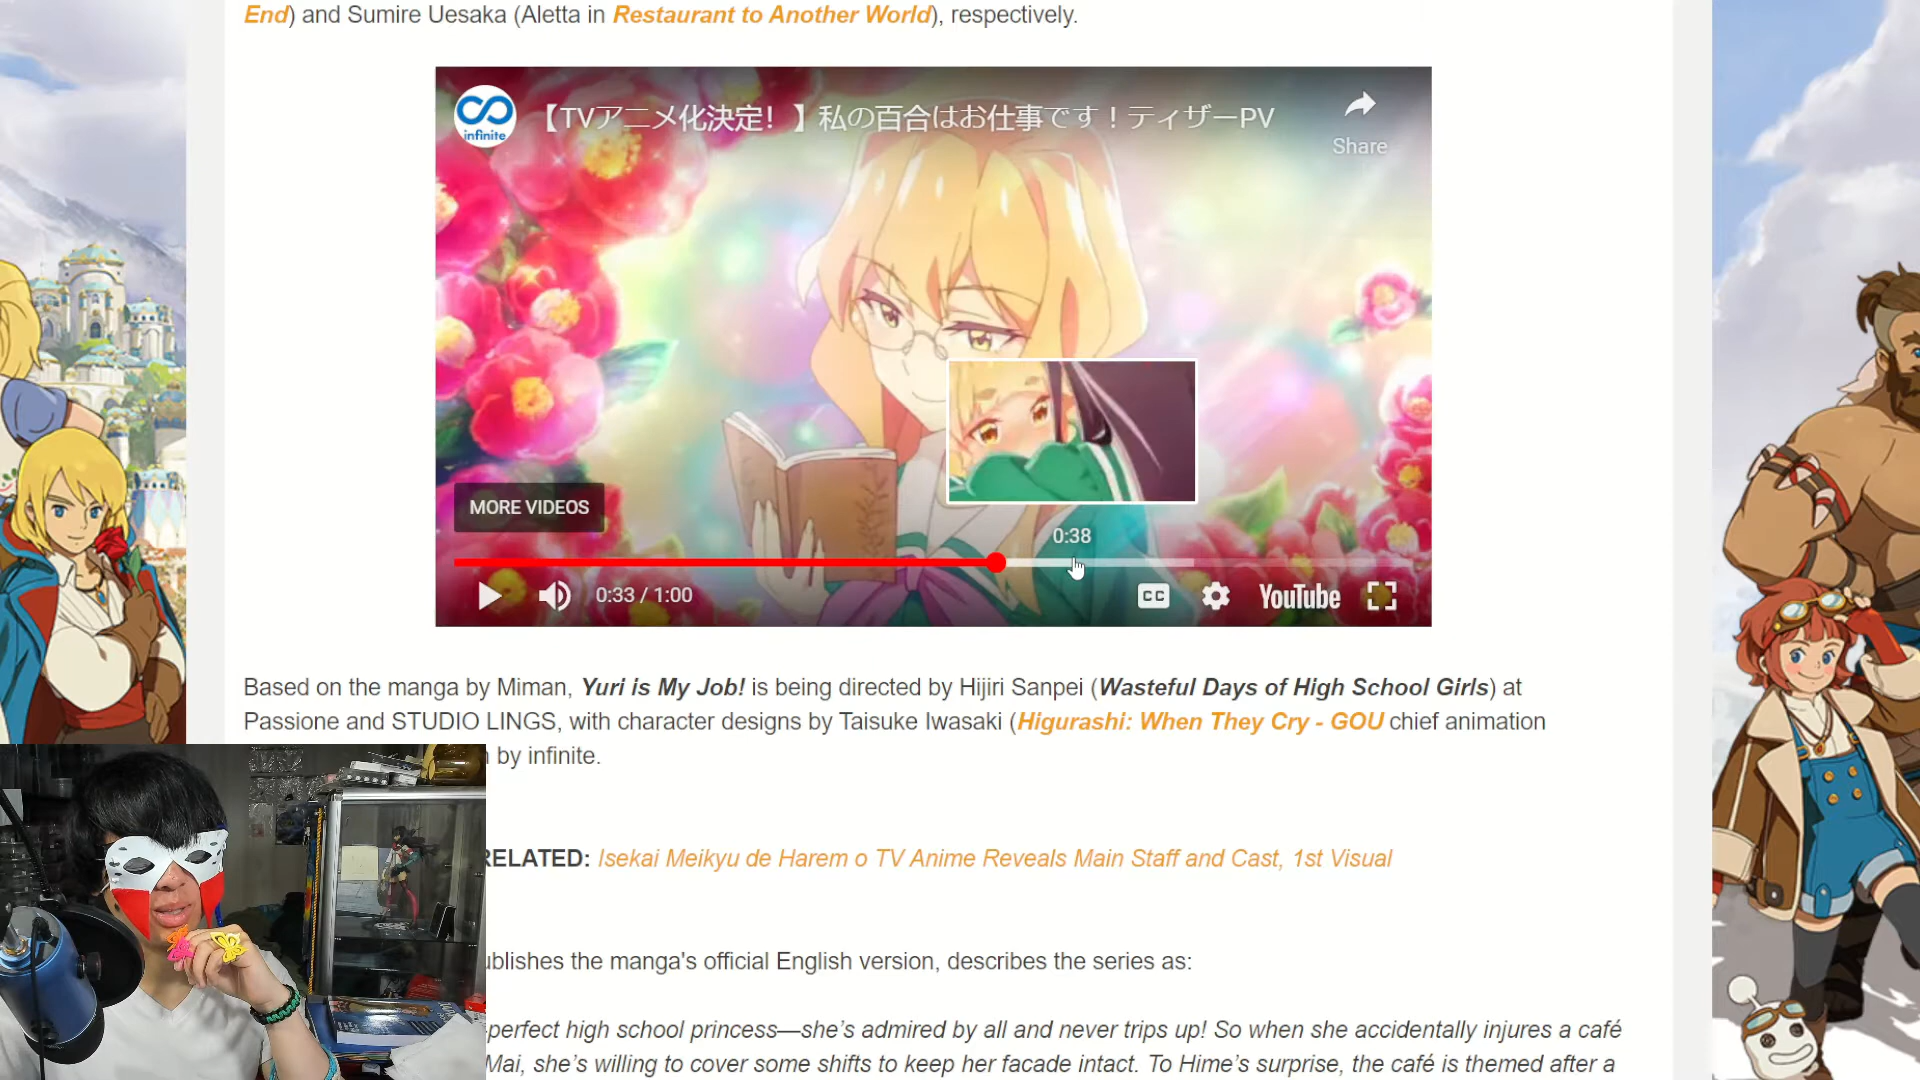 End) and Sumire Uesaka (Aletta in Restaurant to Another World), respectively.
infinite
【TVアニメ化決定！】私の百合はお仕事です！ティザーPV
Share
MORE VIDEOS
0:38
0:33 / 1:00
CC
YouTube
Based on the manga by Miman, Yuri is My Job! is being directed by Hijiri Sanpei (Wasteful Days of High School Girls) at
Passione and STUDIO LINGS, with character designs by Taisuke Iwasaki (Higurashi: When They Cry - GOU chief animation
by infinite.
RELATED: Isekai Meikyu de Harem o TV Anime Reveals Main Staff and Cast, 1st Visual
ublishes the manga's official English version, describes the series as:
perfect high school princess—she's admired by all and never trips up! So when she accidentally injures a café
Mai, she's willing to cover some shifts to keep her facade intact. To Hime's surprise, the café is themed after a